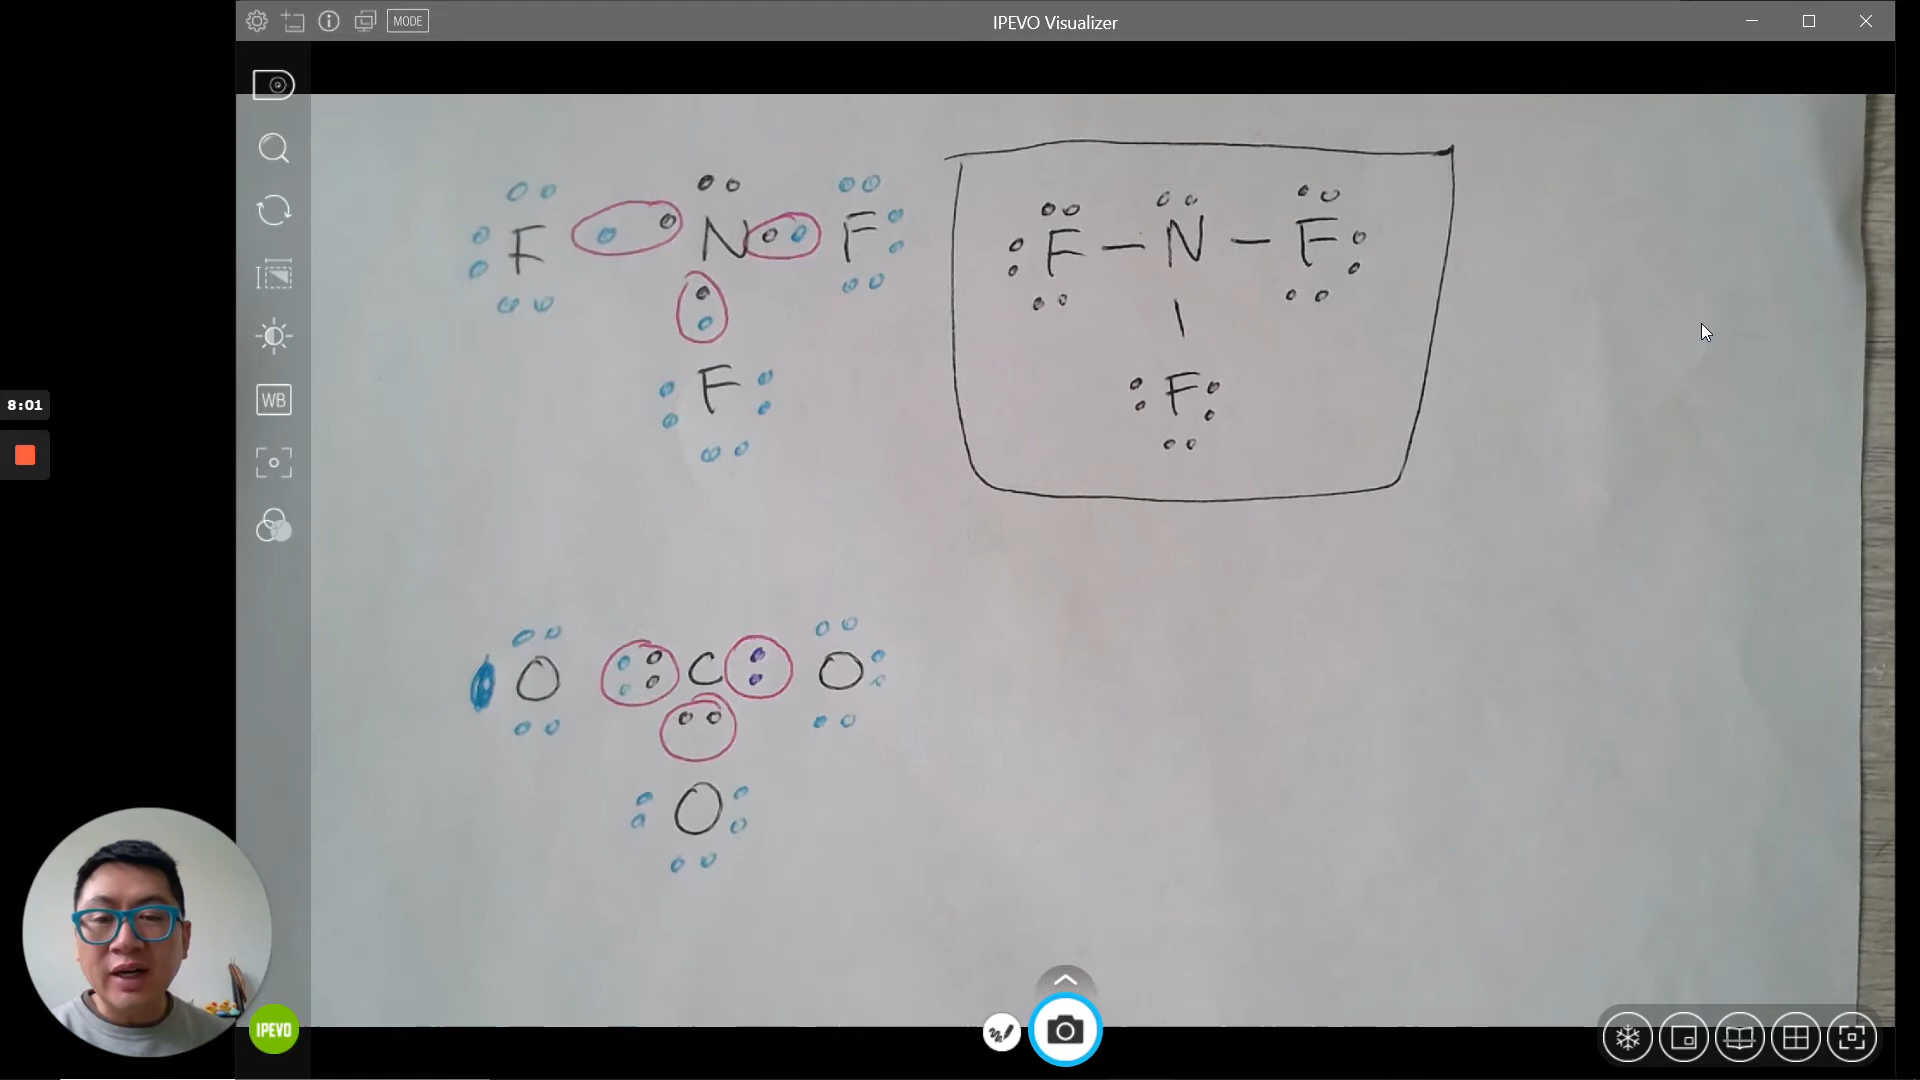 MODE
IPEVO Visualizer
F N F
F
F — N — F
|
F
WB
8:01
O C O
O
IPEVO